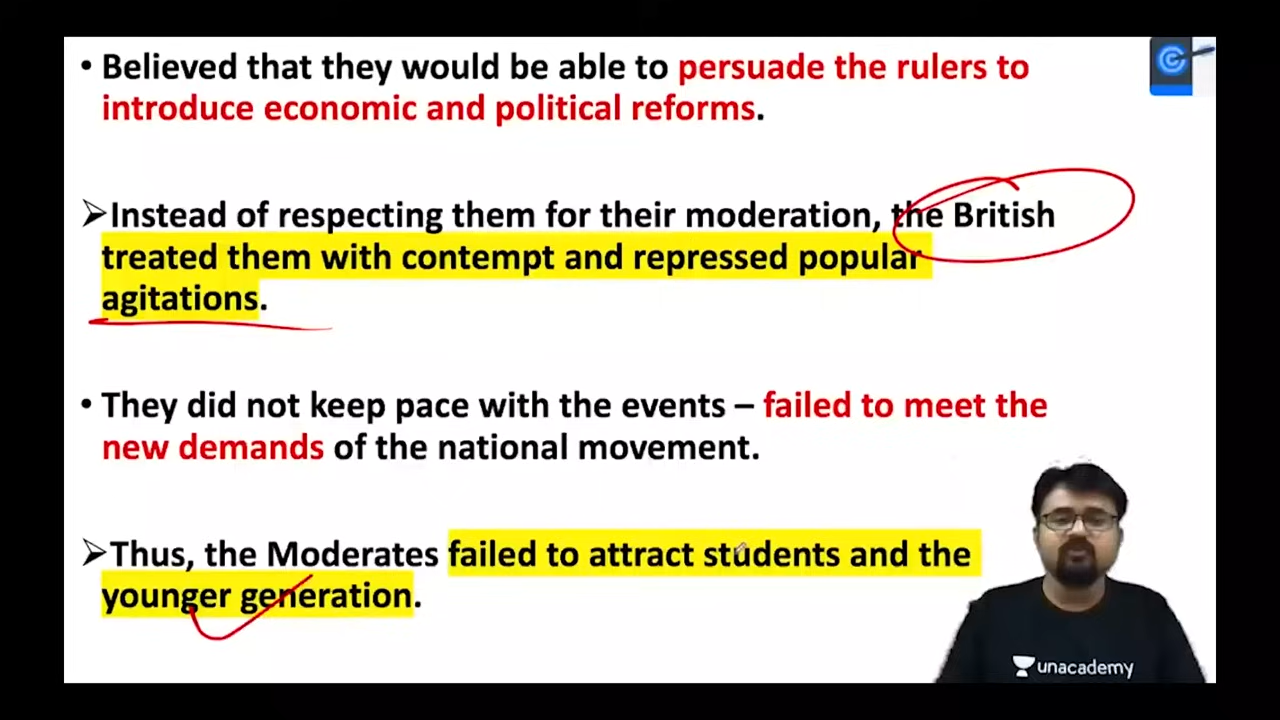 • Believed that they would be able to persuade the rulers to
introduce economic and political reforms.
➢Instead of respecting them for their moderation, the British
treated them with contempt and repressed popular
agitations.
• They did not keep pace with the events – failed to meet the
new demands of the national movement.
➢Thus, the Moderates failed to attract students and the
younger generation.
unacademy